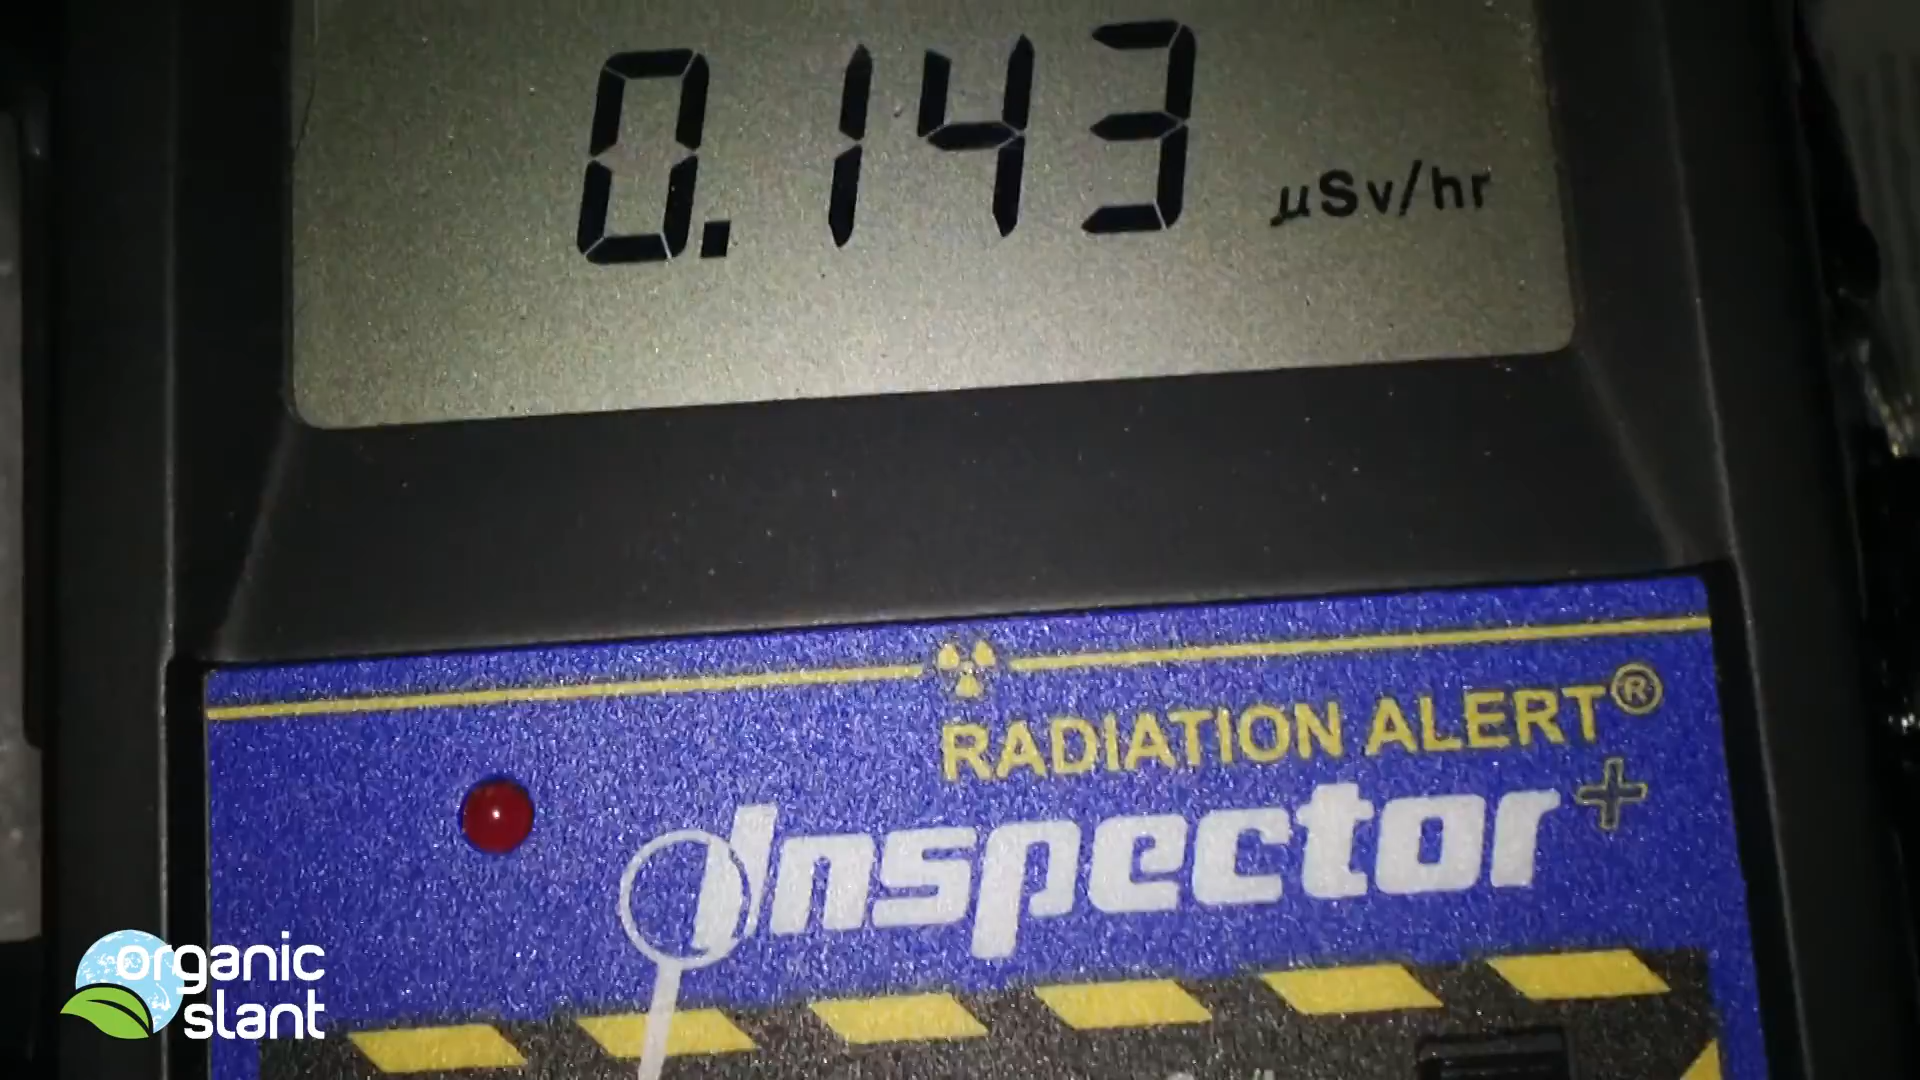 0.143 µSv/hr
RADIATION ALERT®
Inspector+
organic
slant